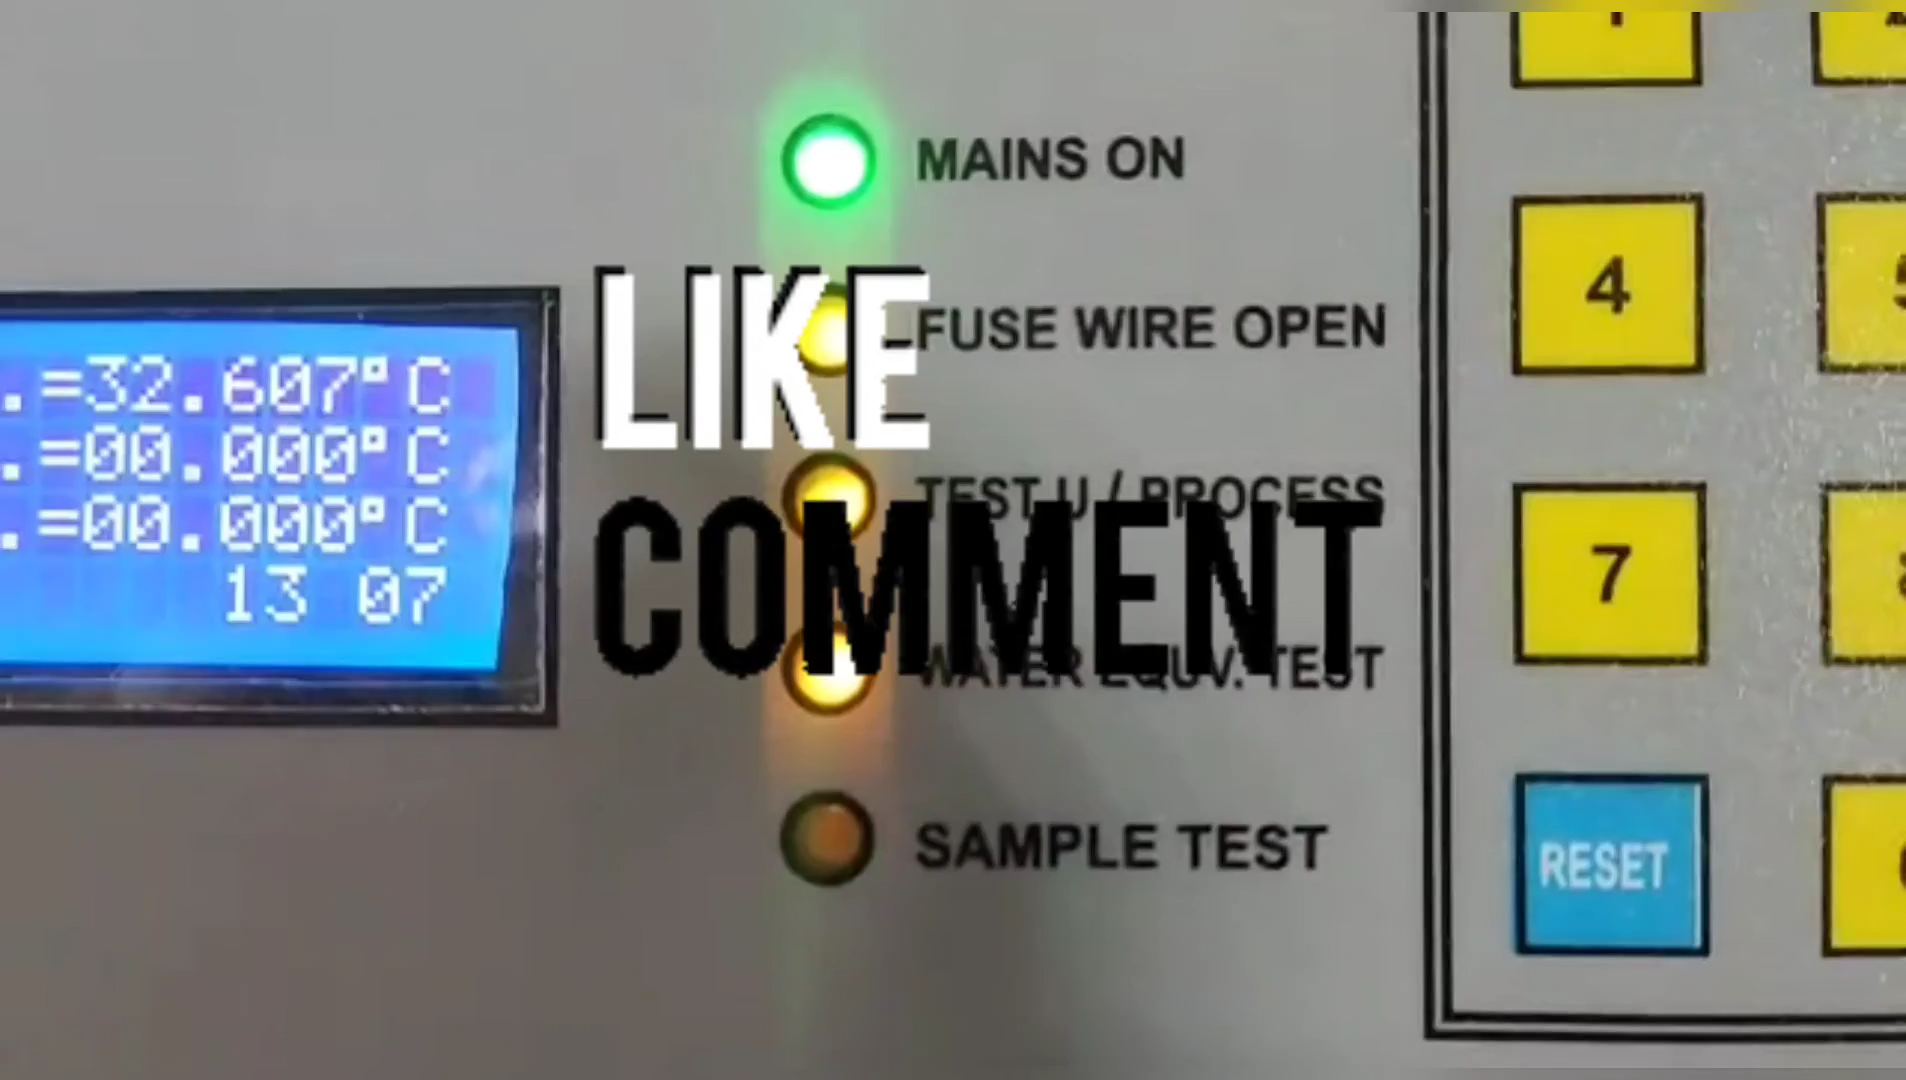 MAINS ON
LIKE
FUSE WIRE OPEN
.=32.607°C
.=00.000°C
.=00.000°C
13 07
TEST U / PROCESS
COMMENT
WATER EQUV. TEST
SAMPLE TEST
4
7
RESET